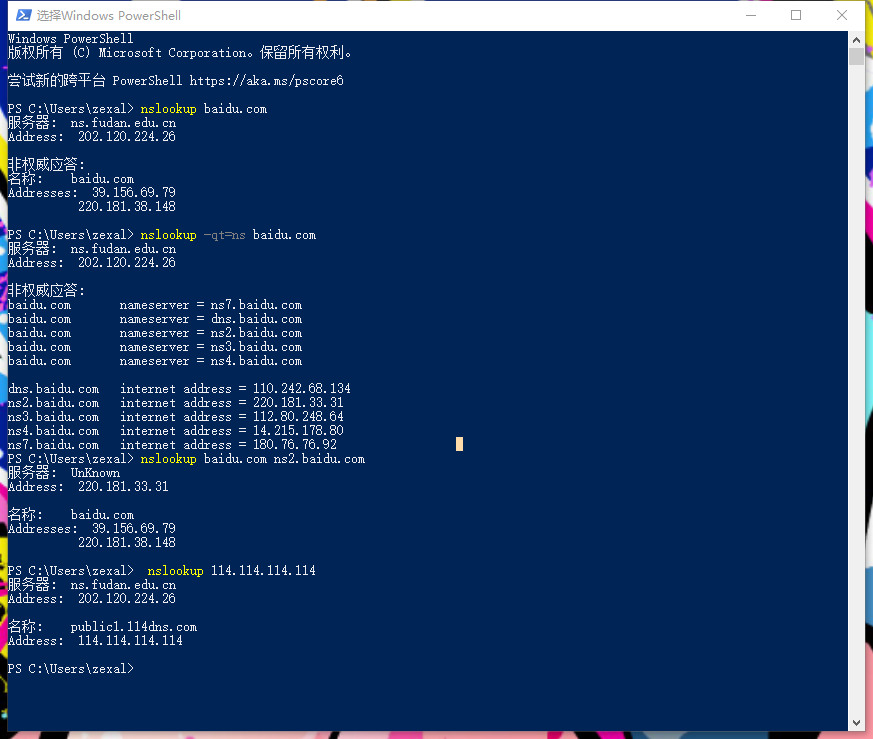 选择Windows PowerShell
Windows PowerShell
版权所有 (C) Microsoft Corporation。保留所有权利。
尝试新的跨平台 PowerShell https://aka.ms/pscore6
PS C:\Users\zexal> nslookup baidu.com
服务器:  ns.fudan.edu.cn
Address:  202.120.224.26
非权威应答:
名称:    baidu.com
Addresses:  39.156.69.79
220.181.38.148
PS C:\Users\zexal> nslookup -qt=ns baidu.com
服务器:  ns.fudan.edu.cn
Address:  202.120.224.26
非权威应答:
baidu.com       nameserver = ns7.baidu.com
baidu.com       nameserver = dns.baidu.com
baidu.com       nameserver = ns2.baidu.com
baidu.com       nameserver = ns3.baidu.com
baidu.com       nameserver = ns4.baidu.com
dns.baidu.com   internet address = 110.242.68.134
ns2.baidu.com   internet address = 220.181.33.31
ns3.baidu.com   internet address = 112.80.248.64
ns4.baidu.com   internet address = 14.215.178.80
ns7.baidu.com   internet address = 180.76.76.92
PS C:\Users\zexal> nslookup baidu.com ns2.baidu.com
服务器:  UnKnown
Address:  220.181.33.31
名称:    baidu.com
Addresses:  39.156.69.79
220.181.38.148
PS C:\Users\zexal>  nslookup 114.114.114.114
服务器:  ns.fudan.edu.cn
Address:  202.120.224.26
名称:    public1.114dns.com
Address:  114.114.114.114
PS C:\Users\zexal>